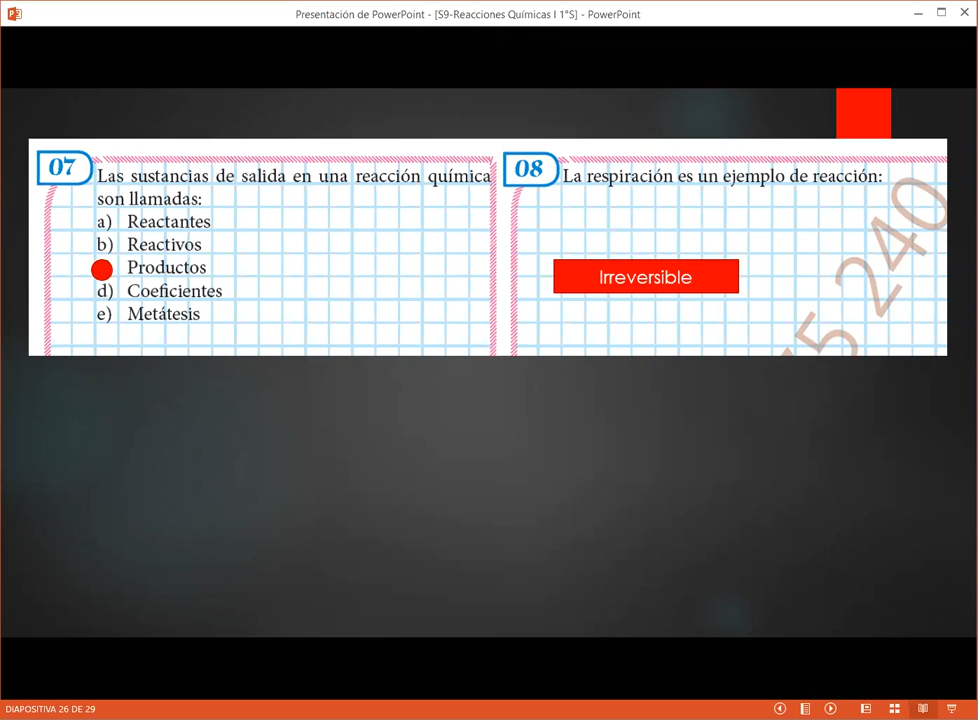 Presentación de PowerPoint - [S9-Reacciones Químicas I 1°S] - PowerPoint
07
Las sustancias de salida en una reacción química
son llamadas:
a) Reactantes
b) Reactivos
Productos
d) Coeficientes
e) Metátesis
08
La respiración es un ejemplo de reacción:
Irreversible
75 240
DIAPOSITIVA 26 DE 29